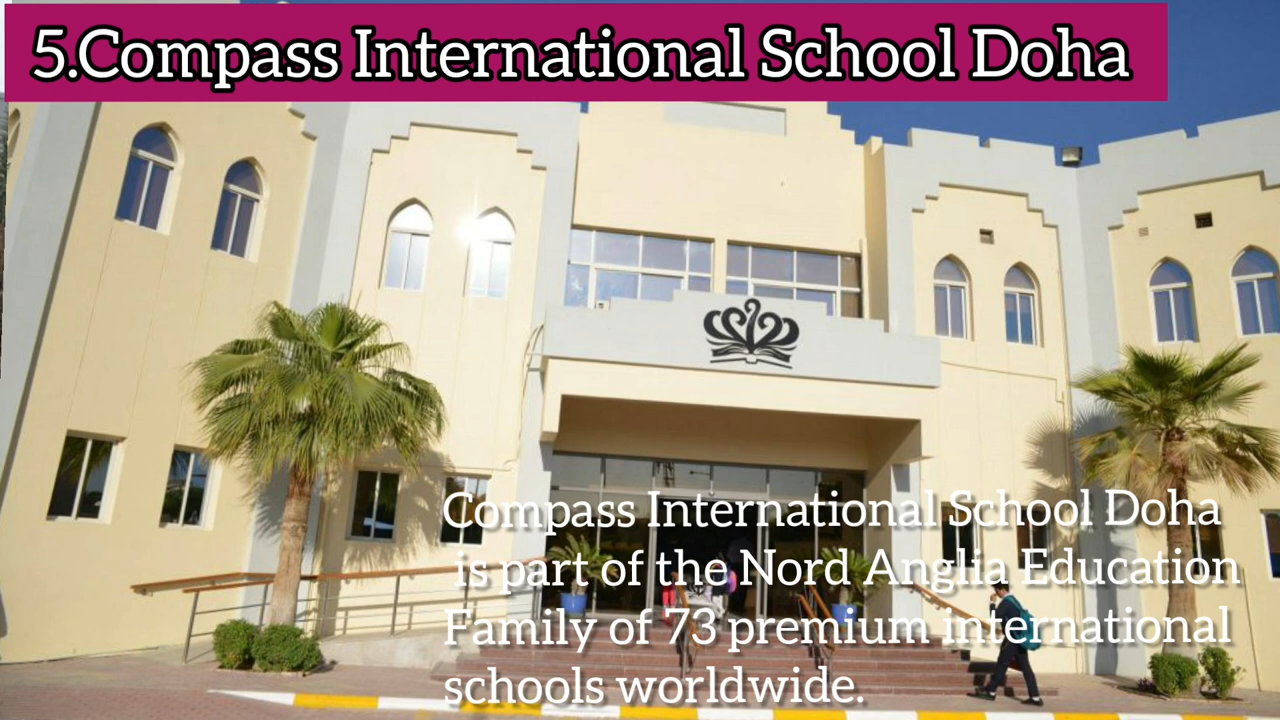 5.Compass International School Doha
Compass International School Doha
is part of the Nord Anglia Education
Family of 73 premium international
schools worldwide.